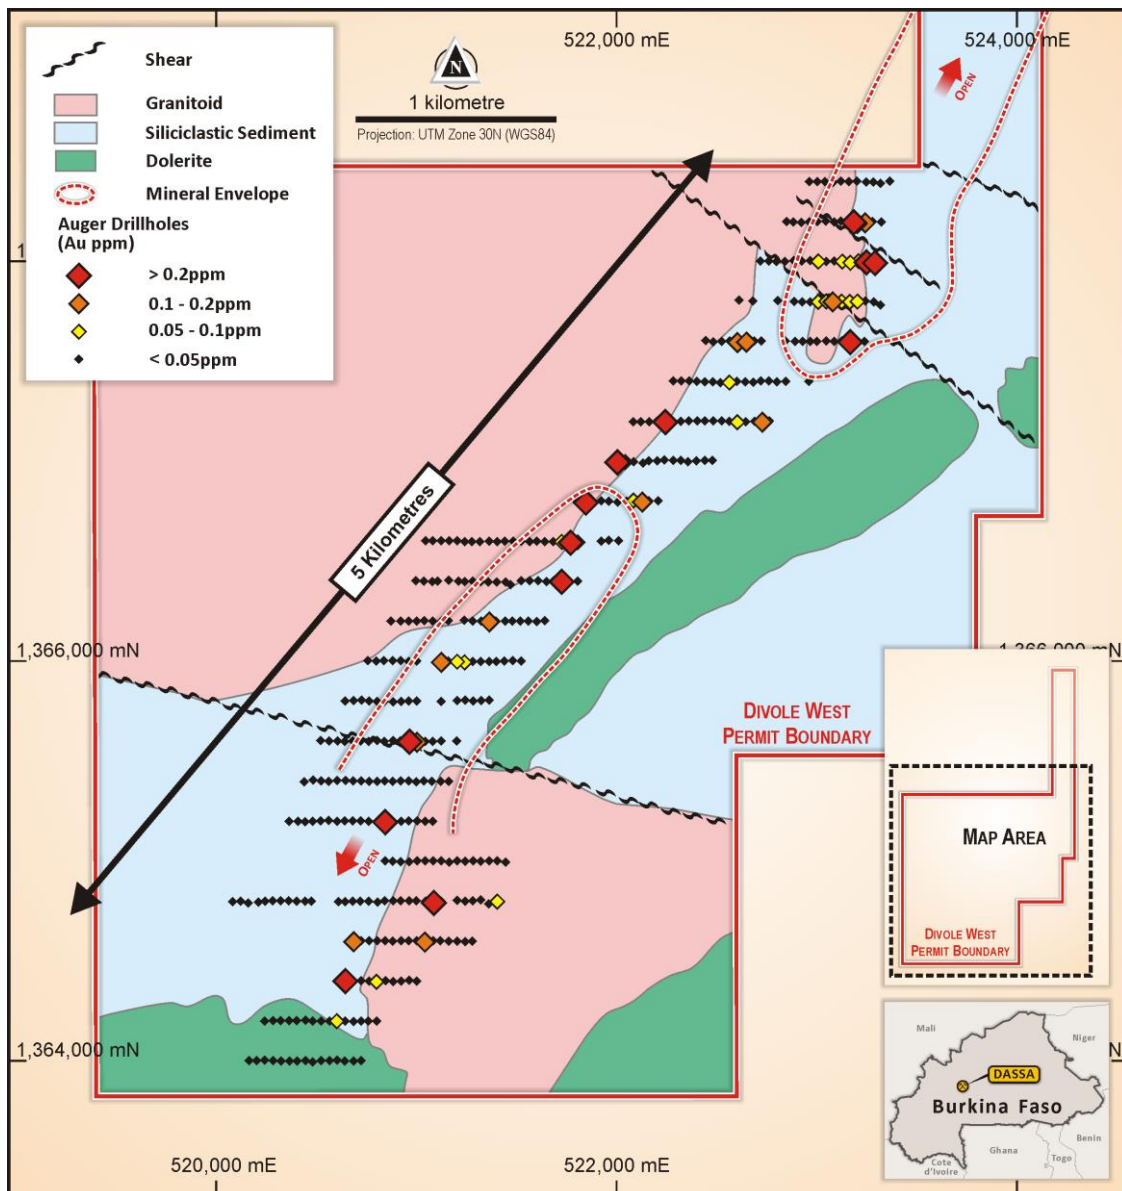 522,000 mE
524,000 mE
Shear
Granitoid
Siliciclastic Sediment
Dolerite
Mineral Envelope
Auger Drillholes
(Au ppm)
> 0.2ppm
0.1 - 0.2ppm
0.05 - 0.1ppm
< 0.05ppm
N
1 kilometre
Projection: UTM Zone 30N (WGS84)
OPEN
5 Kilometres
1,366,000 mN
DIVOLE WEST
PERMIT BOUNDARY
OPEN
MAP AREA
DIVOLE WEST
PERMIT BOUNDARY
1,364,000 mN
Mali
Niger
DASSA
Burkina Faso
Benin
Ghana
Togo
Cote
d'Ivoire
520,000 mE
522,000 mE